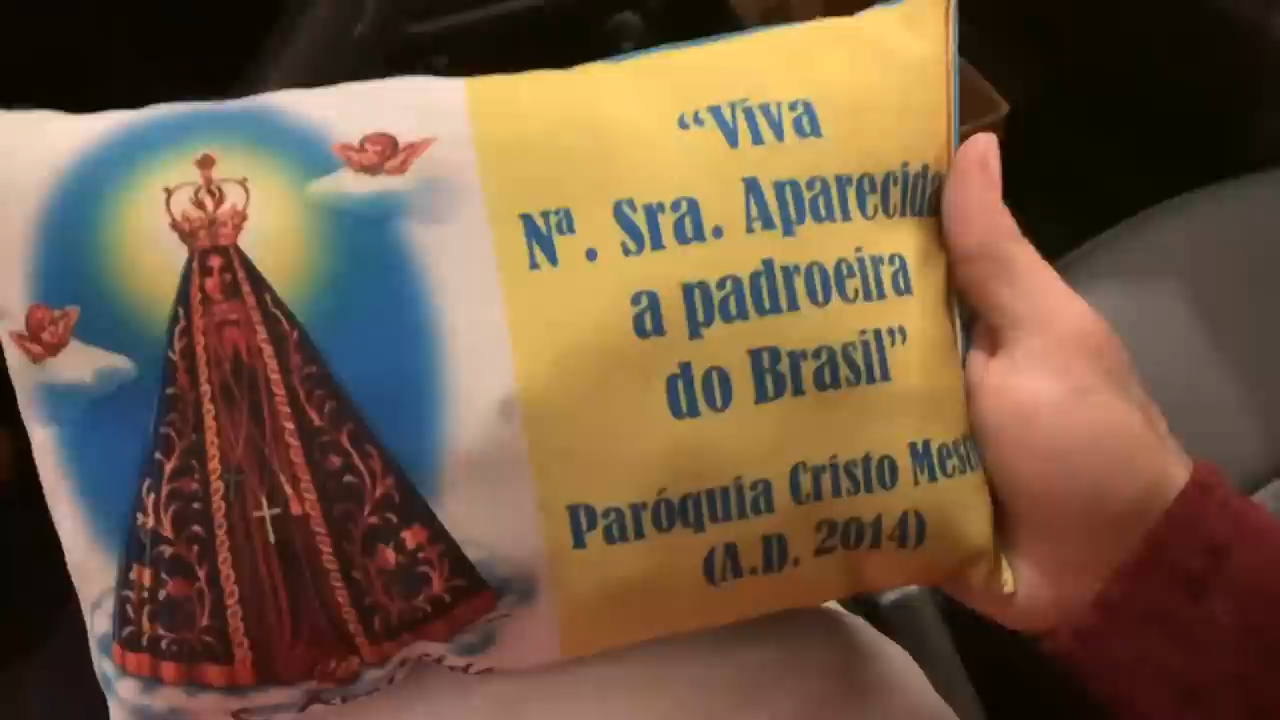 “Viva
Nª. Sra. Aparecida
a padroeira
do Brasil”
Paróquia Cristo
(A.D. 2014)